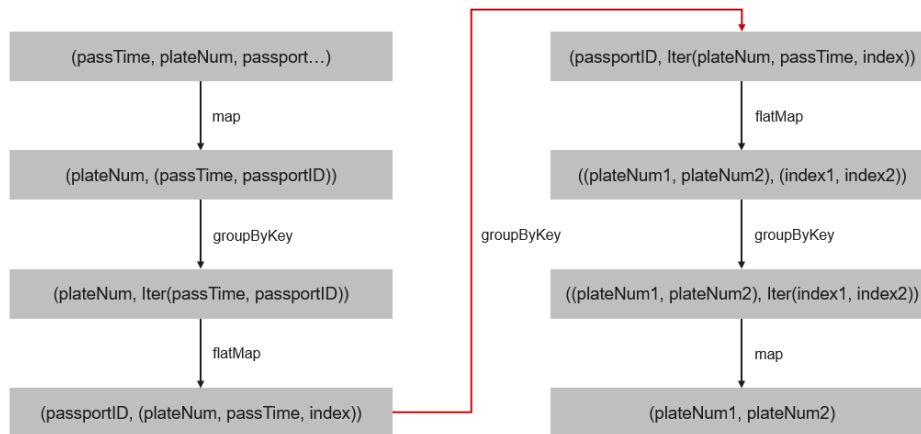 (passTime, plateNum, passport…)
map
(plateNum, (passTime, passportID))
groupByKey
(plateNum, Iter(passTime, passportID))
flatMap
(passportID, (plateNum, passTime, index))
groupByKey
(passportID, Iter(plateNum, passTime, index))
flatMap
((plateNum1, plateNum2), (index1, index2))
groupByKey
((plateNum1, plateNum2), Iter(index1, index2))
map
(plateNum1, plateNum2)